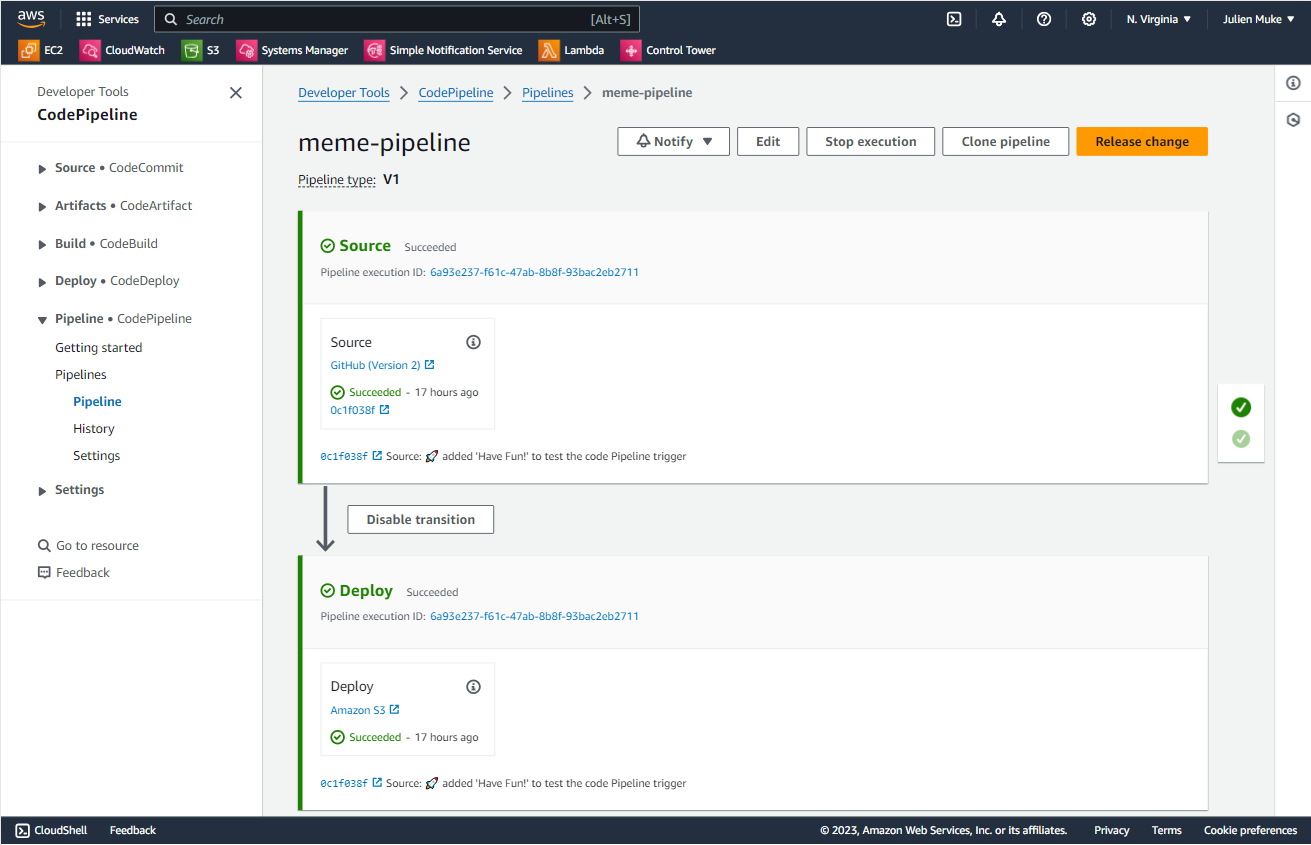 aws
Services
Search [Alt+S]
N. Virginia ▼
Julien Muke ▼
EC2 CloudWatch S3 Systems Manager Simple Notification Service Lambda Control Tower
Developer Tools
CodePipeline
Source • CodeCommit
Artifacts • CodeArtifact
Build • CodeBuild
Deploy • CodeDeploy
Pipeline • CodePipeline
Getting started
Pipelines
Pipeline
History
Settings
Settings
Go to resource
Feedback
Developer Tools > CodePipeline > Pipelines > meme-pipeline
meme-pipeline
Notify ▼ Edit Stop execution Clone pipeline Release change
Pipeline type: V1
Source Succeeded
Pipeline execution ID: 6a93e237-f61c-47ab-8b8f-93bac2eb2711
Source
GitHub (Version 2)
Succeeded - 17 hours ago
0c1f038f
0c1f038f Source: 🚀 added 'Have Fun!' to test the code Pipeline trigger
Disable transition
Deploy Succeeded
Pipeline execution ID: 6a93e237-f61c-47ab-8b8f-93bac2eb2711
Deploy
Amazon S3
Succeeded - 17 hours ago
0c1f038f Source: 🚀 added 'Have Fun!' to test the code Pipeline trigger
CloudShell Feedback © 2023, Amazon Web Services, Inc. or its affiliates. Privacy Terms Cookie preferences